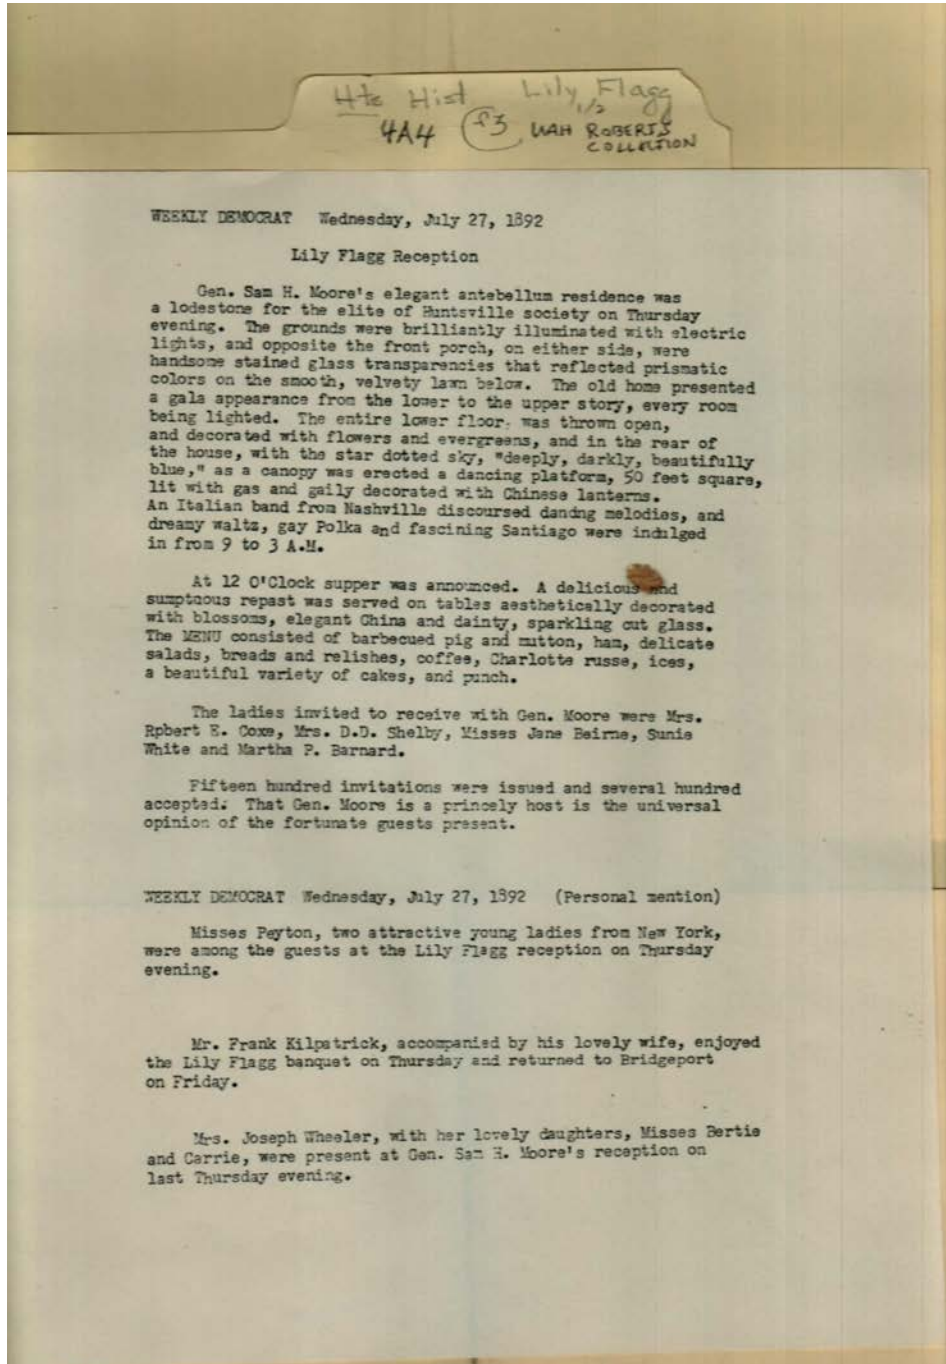 Hts Hist Lily Flagg
1/2
4A4 f3 UAH ROBERTS
COLLECTION
WEEKLY DEMOCRAT Wednesday, July 27, 1892
Lily Flagg Reception
Gen. Sam H. Moore's elegant antebellum residence was
a lodestone for the elite of Huntsville society on Thursday
evening. The grounds were brilliantly illuminated with electric
lights, and opposite the front porch, on either side, were
handsome stained glass transparencies that reflected prismatic
colors on the smooth, velvety lawn below. The old home presented
a gala appearance from the lower to the upper story, every room
being lighted. The entire lower floor. was thrown open,
and decorated with flowers and evergreens, and in the rear of
the house, with the star dotted sky, "deeply, darkly, beautifully
blue," as a canopy was erected a dancing platform, 50 feet square,
lit with gas and gaily decorated with Chinese lanterns.
An Italian band from Nashville discoursed dandng melodies, and
dreamy waltz, gay Polka and fascining Santiago were indulged
in from 9 to 3 A.M.
At 12 O'Clock supper was announced. A delicious and
sumptuous repast was served on tables aesthetically decorated
with blossoms, elegant China and dainty, sparkling cut glass.
The MENU consisted of barbecued pig and mutton, ham, delicate
salads, breads and relishes, coffee, Charlotte russe, ices,
a beautiful variety of cakes, and punch.
The ladies invited to receive with Gen. Moore were Mrs.
Rpbert E. Coxe, Mrs. D.D. Shelby, Misses Jane Beirne, Sunie
White and Martha P. Barnard.
Fifteen hundred invitations were issued and several hundred
accepted. That Gen. Moore is a princely host is the universal
opinion of the fortunate guests present.
WEEKLY DEMOCRAT Wednesday, July 27, 1892 (Personal mention)
Misses Peyton, two attractive young ladies from New York,
were among the guests at the Lily Flagg reception on Thursday
evening.
Mr. Frank Kilpatrick, accompanied by his lovely wife, enjoyed
the Lily Flagg banquet on Thursday and returned to Bridgeport
on Friday.
Mrs. Joseph Wheeler, with her lovely daughters, Misses Bertie
and Carrie, were present at Gen. Sam H. Moore's reception on
last Thursday evening.